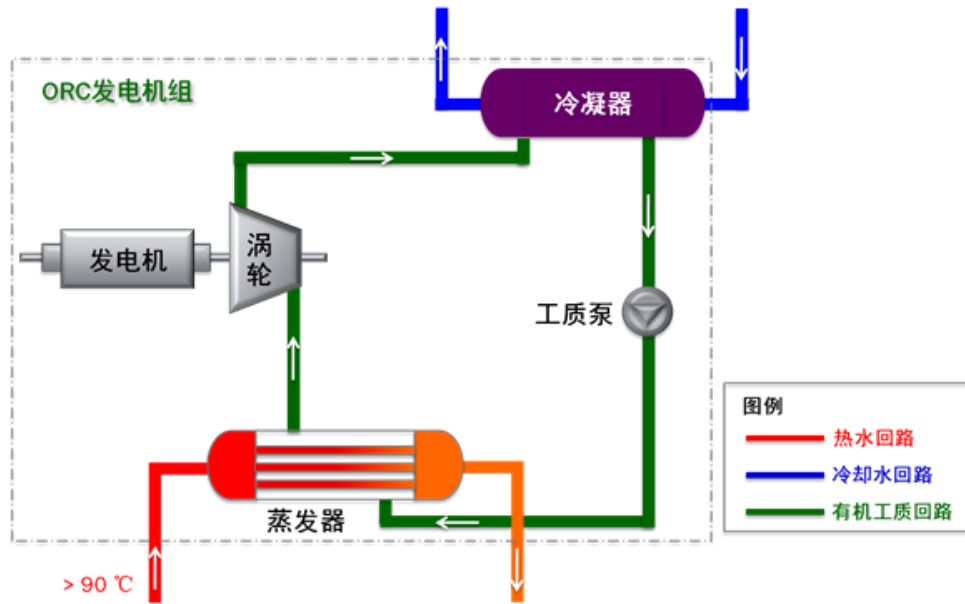 ORC发电机组
冷凝器
发电机
涡
轮
工质泵
蒸发器
> 90 ℃
图例
热水回路
冷却水回路
有机工质回路